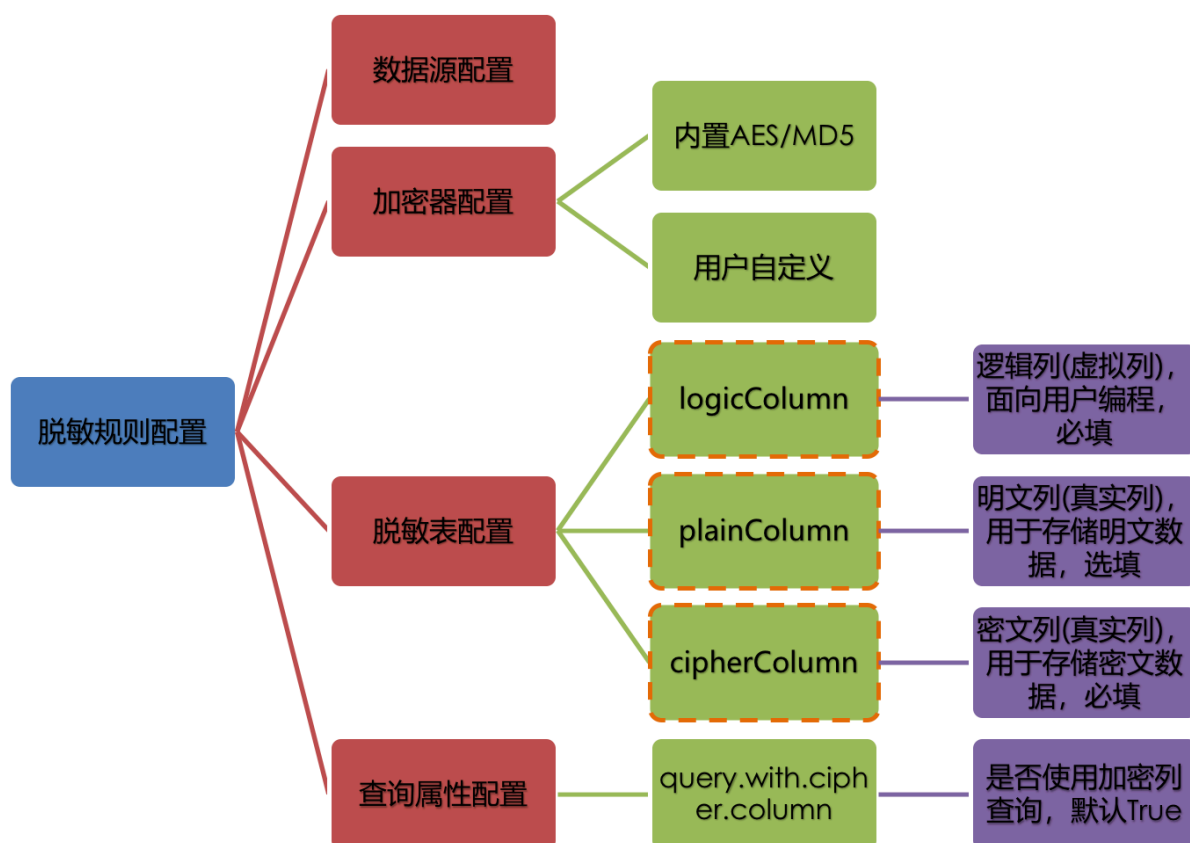 数据源配置
内置AES/MD5
加密器配置
用户自定义
逻辑列(虚拟列),
面向用户编程,
必填
logicColumn
脱敏规则配置
明文列(真实列),
用于存储明文数
据，选填
脱敏表配置
plainColumn
密文列(真实列),
用于存储密文数
据，必填
cipherColumn
查询属性配置
query.with.ciph
er.column
是否使用加密列
查询，默认True